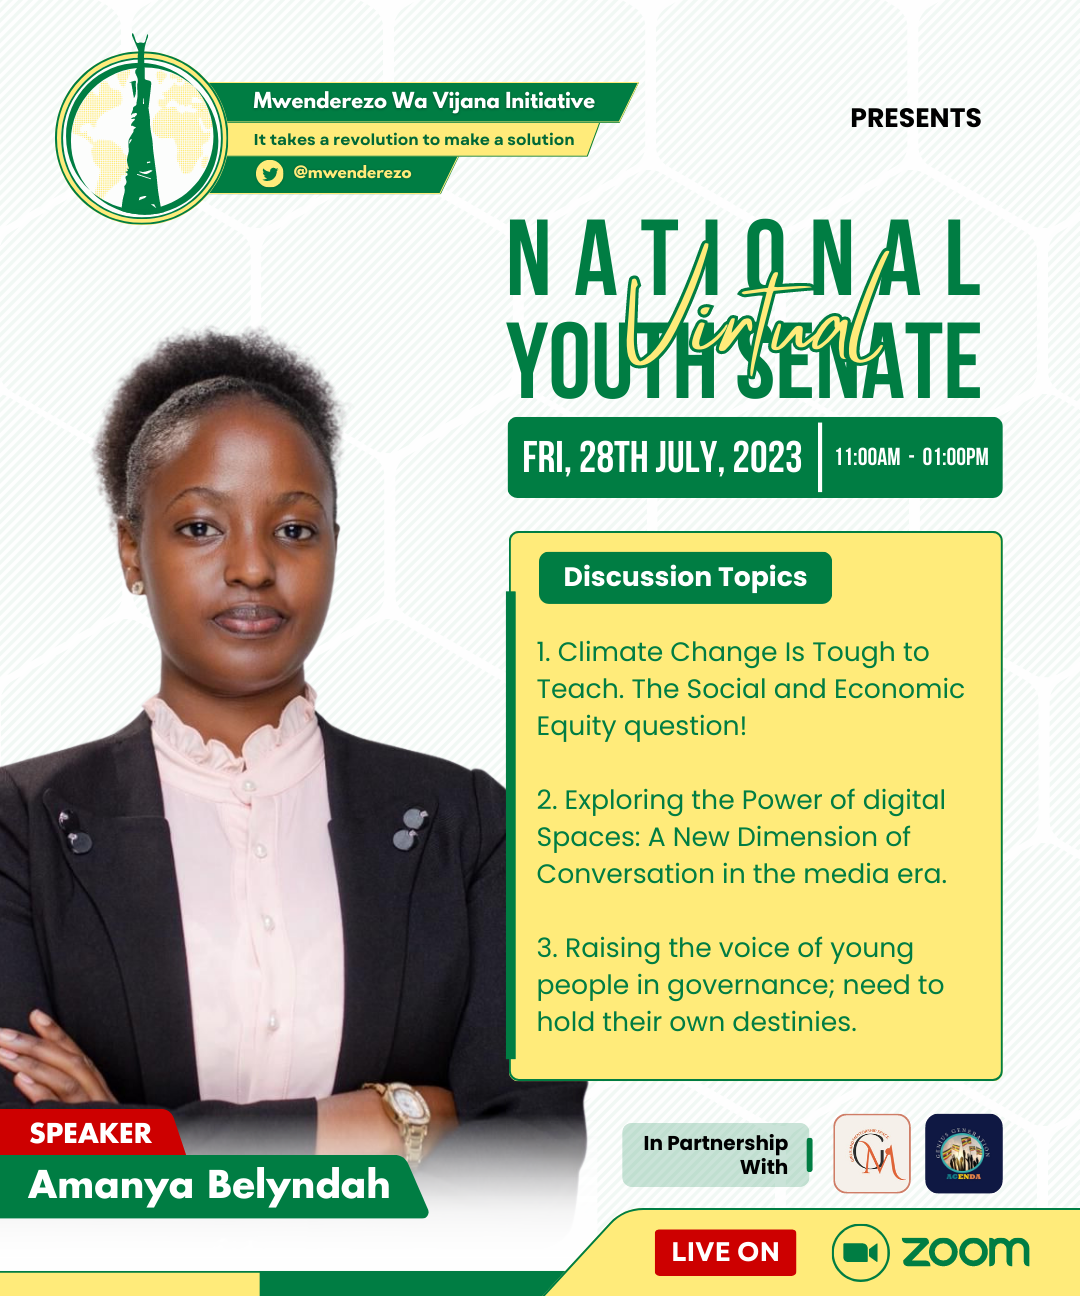 Mwenderezo Wa Vijana Initiative
It takes a revolution to make a solution
@mwenderezo
PRESENTS
NATIONAL
Virtual
YOUTH SENATE
FRI, 28TH JULY, 2023
11:00AM - 01:00PM
Discussion Topics
1. Climate Change Is Tough to
Teach. The Social and Economic
Equity question!
2. Exploring the Power of digital
Spaces: A New Dimension of
Conversation in the media era.
3. Raising the voice of young
people in governance; need to
hold their own destinies.
SPEAKER
Amanya Belyndah
In Partnership
With
GENIUS GENERATION
AGENDA
LIVE ON
zoom